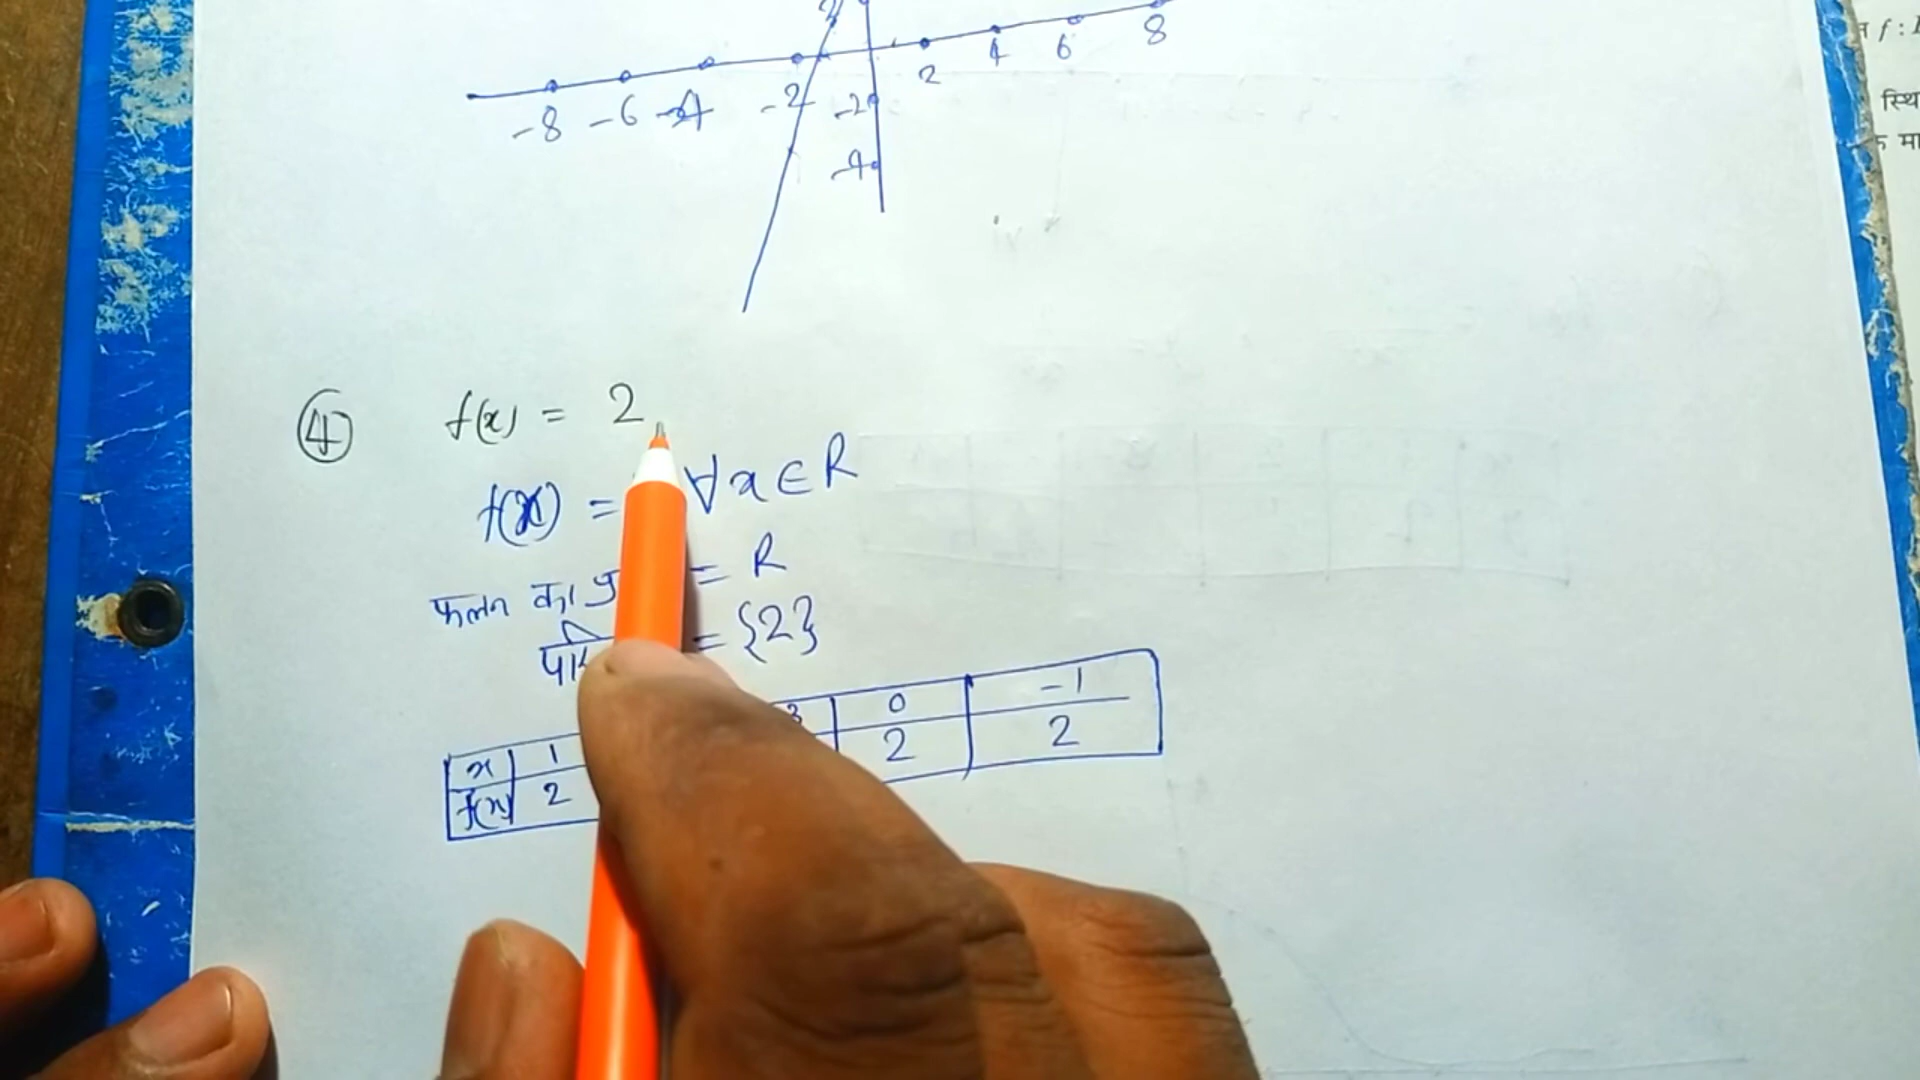 2 4 6 8
-8 -6 -4 -2 -2
-4
④ f(x) = 2
f(x) = ∀ x ∈ R
फलन का = R
= {2}
x 1 3 0 -1
f(x) 2 2 2
f :